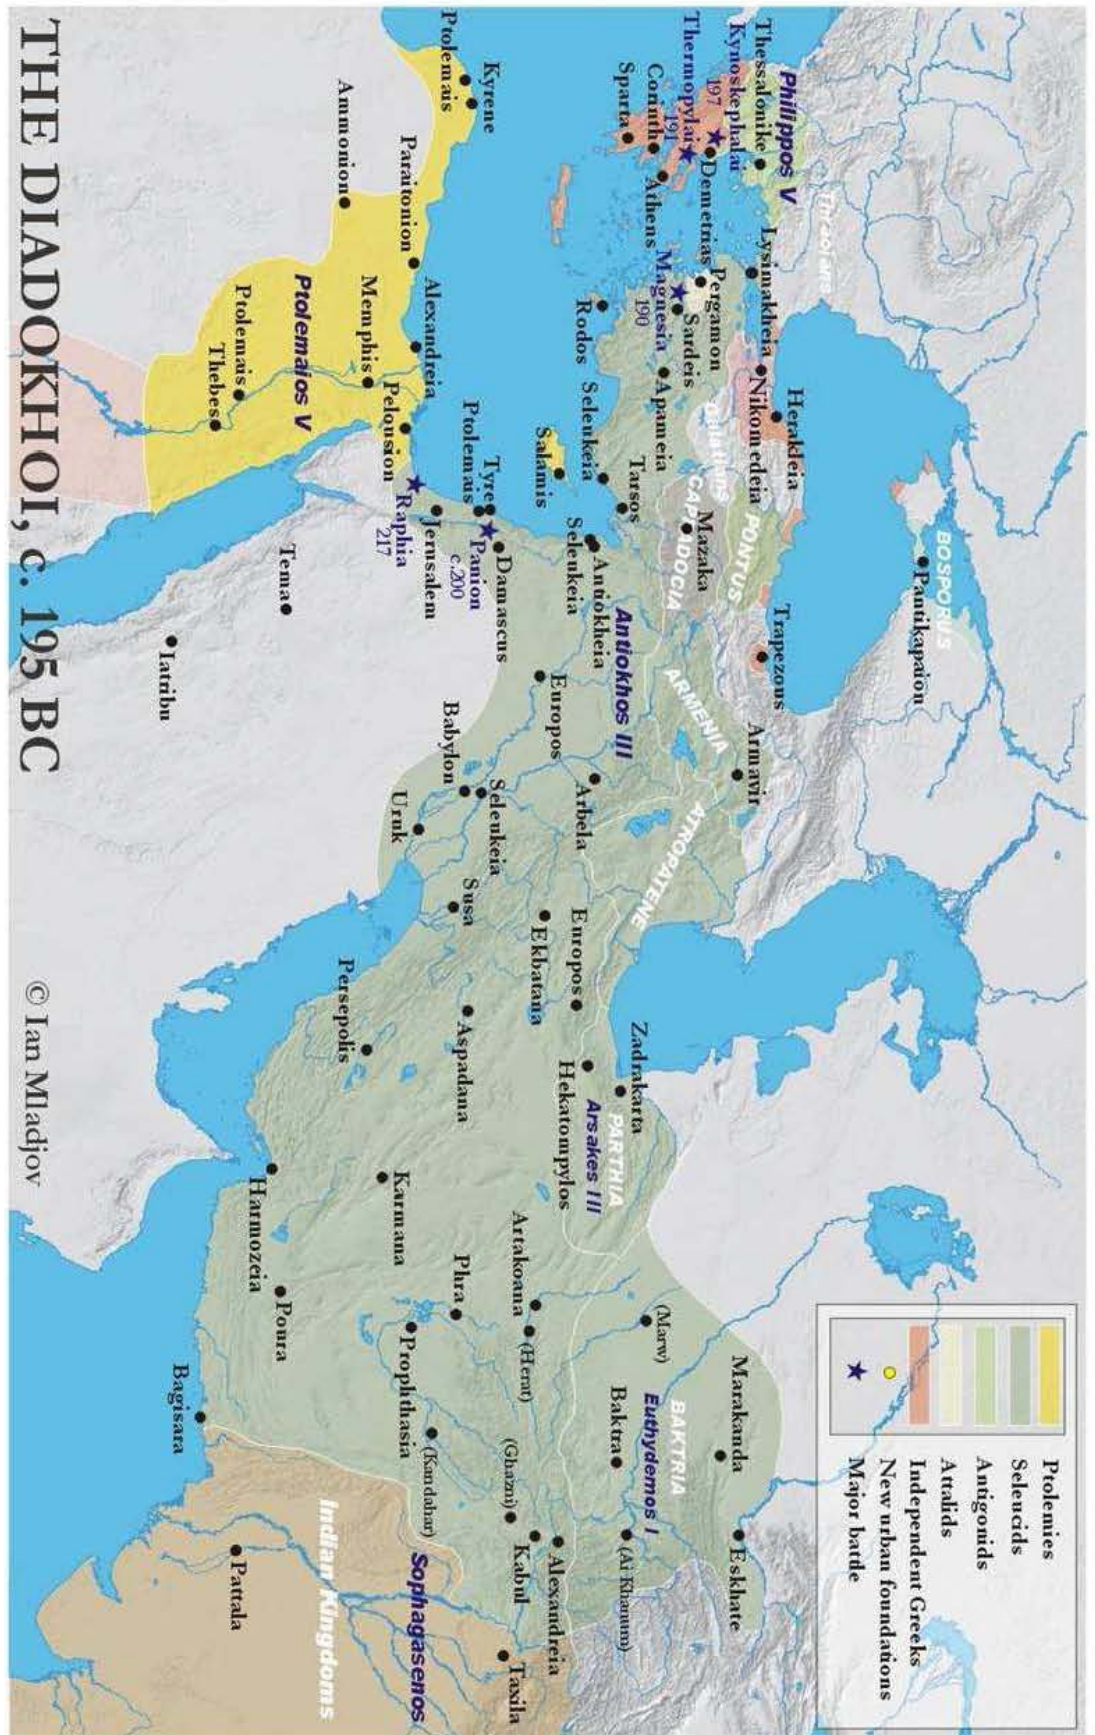 Ptolemies
Seleucids
Antigonids
Attalids
Independent Greeks
New urban foundations
Major battle
BOSPORUS
Pantikapaion
Philippos V
Thracians
Thessalonike
Kynoskephalai
197
Thermopylai
191
Demetrias
Corinth
Sparta
Athens
Lysimakheia
Pergamon
Magnesia
190
Sardeis
Rodos
Nikomedeia
Herakleia
Apameia
Galatians
PONTUS
CAPPADOCIA
Mazaka
Trapezous
Seleukeia
Tarsos
Salamis
Seleukeia
Antiokheia
ARMENIA
Armavir
ATROPATENE
Antiokhos III
Europos
Arbela
Tyre
Ptolemais
Panion
c.200
Damascus
Jerusalem
Raphia
217
Babylon
Seleukeia
Uruk
Susa
Ekbatana
Europos
Aspadana
Persepolis
Zadrakarta
Hekatompylos
PARTHIA
Arsakes III
Karmana
Harmozeia
Poura
Artakoana
(Herat)
Phra
Prophthasia
(Kandahar)
(Ghazni)
Kabul
Alexandreia
(Marw)
Marakanda
BAKTRIA
Euthydemos I
Baktra
(Ai Khanum)
Eskhate
Bagisara
Pattala
Indian Kingdoms
Sophagasenos
Taxila
Kyrene
Ptolemais
Ammonion
Paraitonion
Alexandreia
Memphis
Pelousion
Ptolemaios V
Ptolemais
Thebes
Tema
Iatribu
THE DIADOKHOI, c. 195 BC
© Ian Mladjov